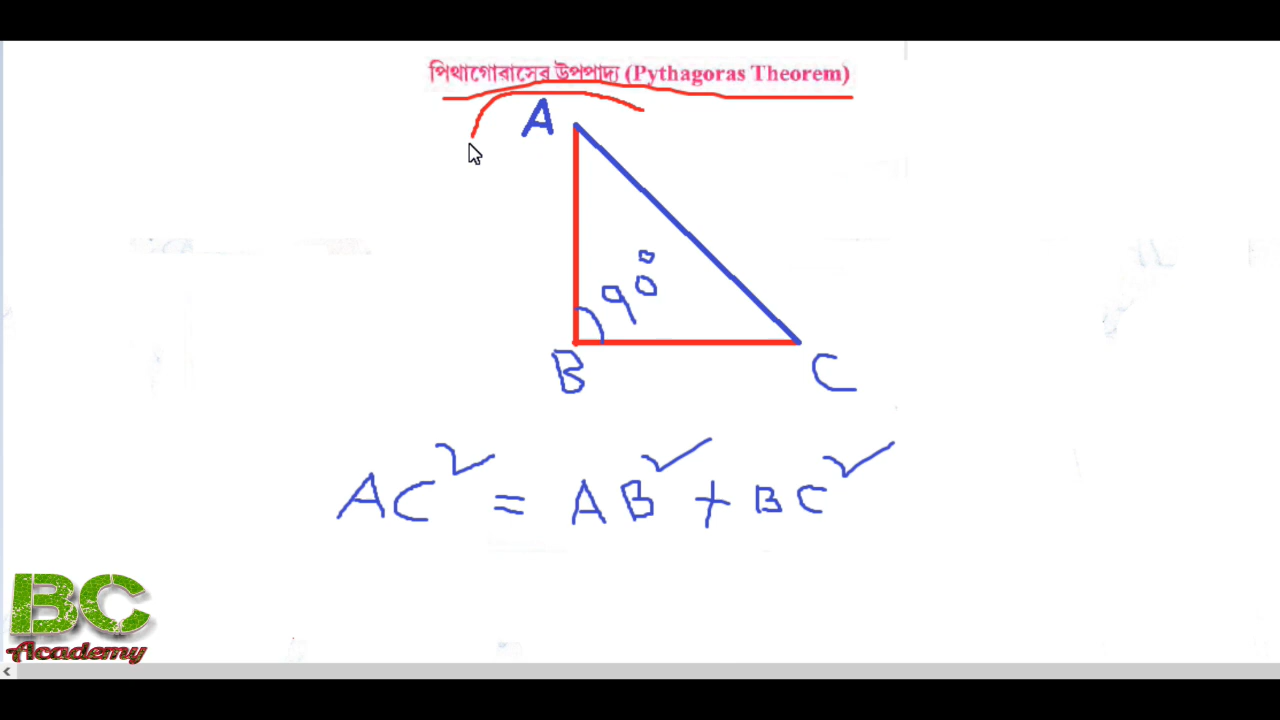 পিথাগোৰাসেৰ উপপাদ্য (Pythagoras Theorem)
A
90°
B
C
AC² = AB² + BC²
BC
Academy